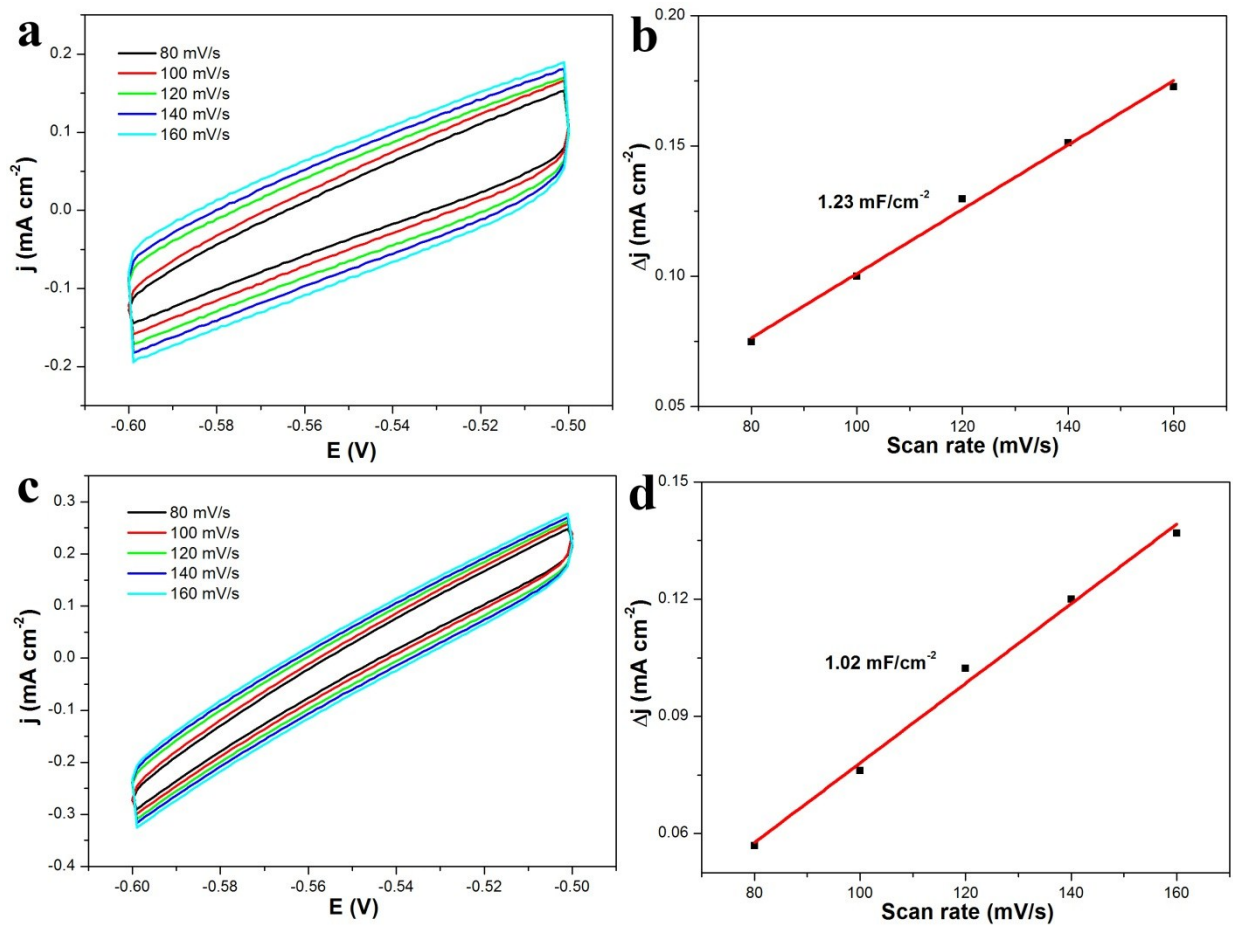 a
80 mV/s
100 mV/s
120 mV/s
140 mV/s
160 mV/s
0.2
0.1
0.0
-0.1
-0.2
j (mA cm-2)
-0.60
-0.58
-0.56
-0.54
-0.52
-0.50
E (V)
b
0.20
0.15
0.10
0.05
Δj (mA cm-2)
1.23 mF/cm-2
80
100
120
140
160
Scan rate (mV/s)
c
80 mV/s
100 mV/s
120 mV/s
140 mV/s
160 mV/s
0.3
0.2
0.1
0.0
-0.1
-0.2
-0.3
-0.4
j (mA cm-2)
-0.60
-0.58
-0.56
-0.54
-0.52
-0.50
E (V)
d
0.15
0.12
0.09
0.06
Δj (mA cm-2)
1.02 mF/cm-2
80
100
120
140
160
Scan rate (mV/s)